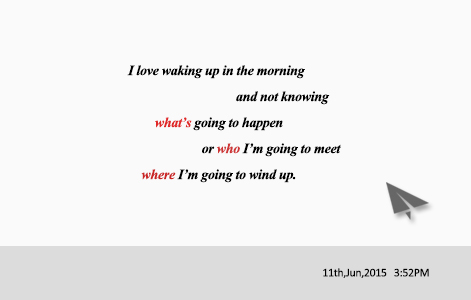 I love waking up in the morning
and not knowing
what's going to happen
or who I'm going to meet
where I'm going to wind up.
11th,Jun,2015 3:52PM